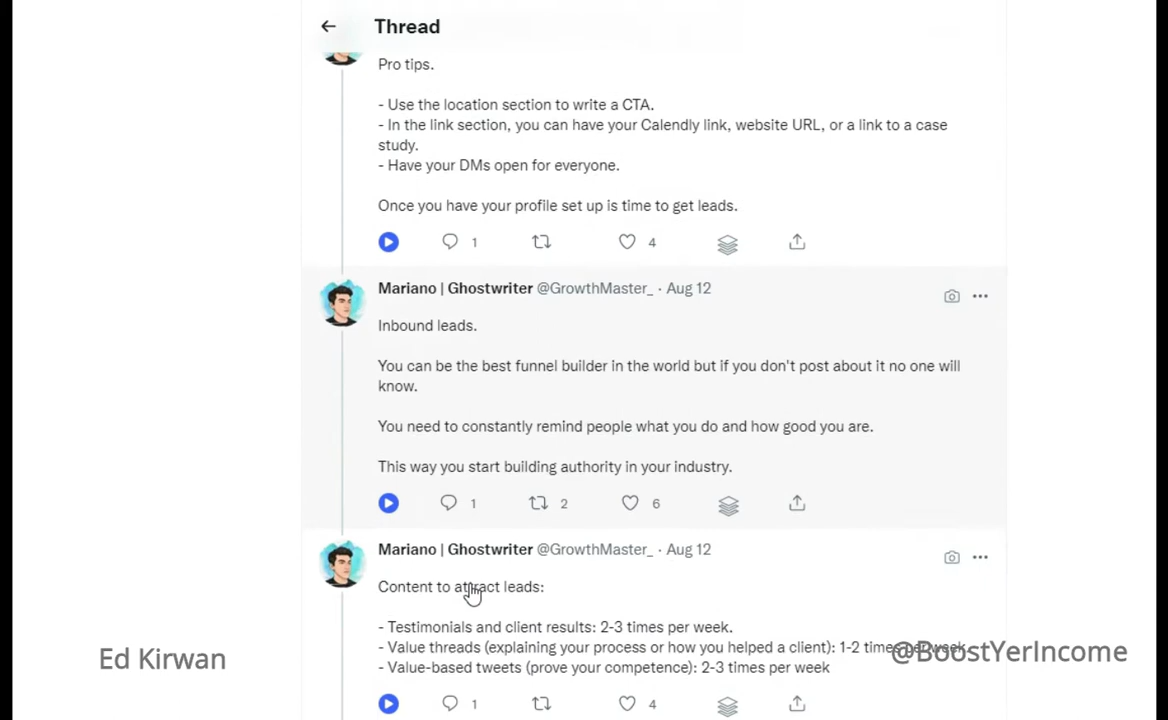 Thread
Pro tips.
- Use the location section to write a CTA.
- In the link section, you can have your Calendly link, website URL, or a link to a case
study.
- Have your DMs open for everyone.
Once you have your profile set up is time to get leads.
1 4
Mariano | Ghostwriter @GrowthMaster_ · Aug 12
Inbound leads.
You can be the best funnel builder in the world but if you don't post about it no one will
know.
You need to constantly remind people what you do and how good you are.
This way you start building authority in your industry.
1 2 6
Mariano | Ghostwriter @GrowthMaster_ · Aug 12
Content to attract leads:
- Testimonials and client results: 2-3 times per week.
- Value threads (explaining your process or how you helped a client): 1-2 times per week.
- Value-based tweets (prove your competence): 2-3 times per week
1 4
Ed Kirwan
@BoostYerIncome